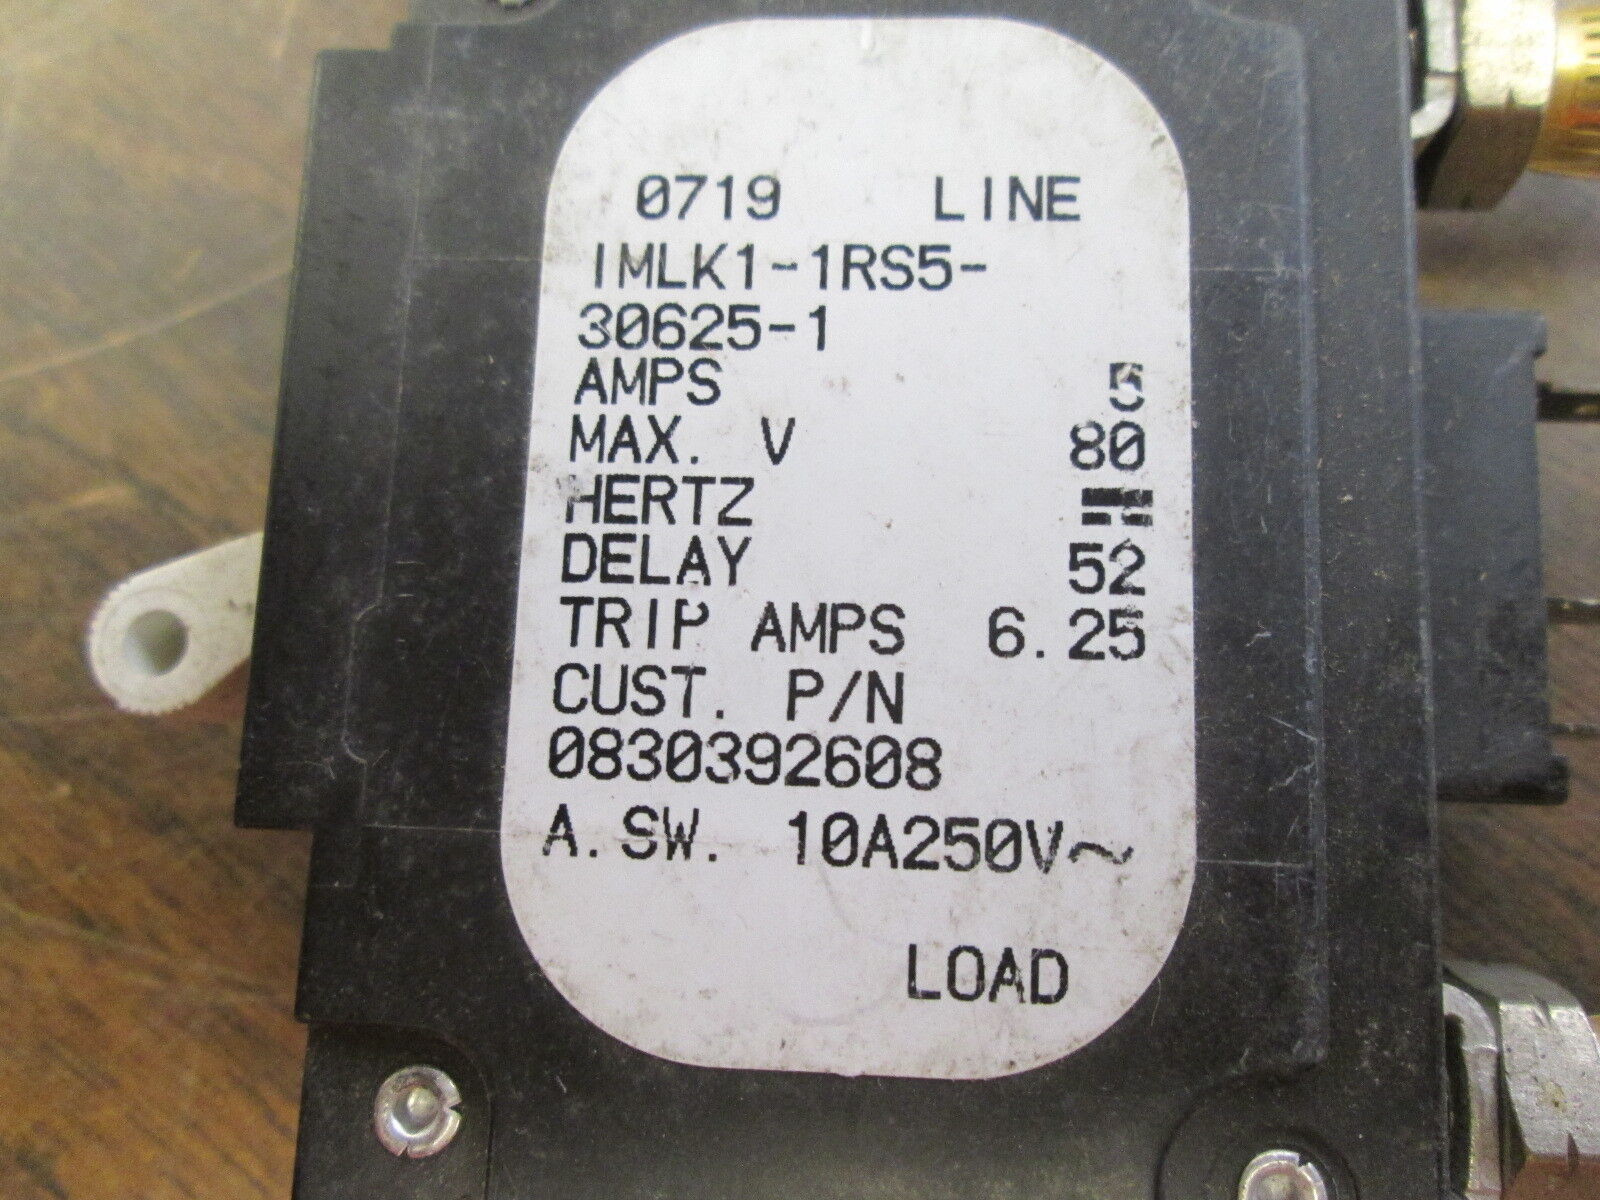 0719 LINE
IMLK1-1RS5-
30625-1
AMPS 5
MAX. V 80
HERTZ ⎓
DELAY 52
TRIP AMPS 6.25
CUST. P/N
0830392608
A.SW. 10A250V~
LOAD